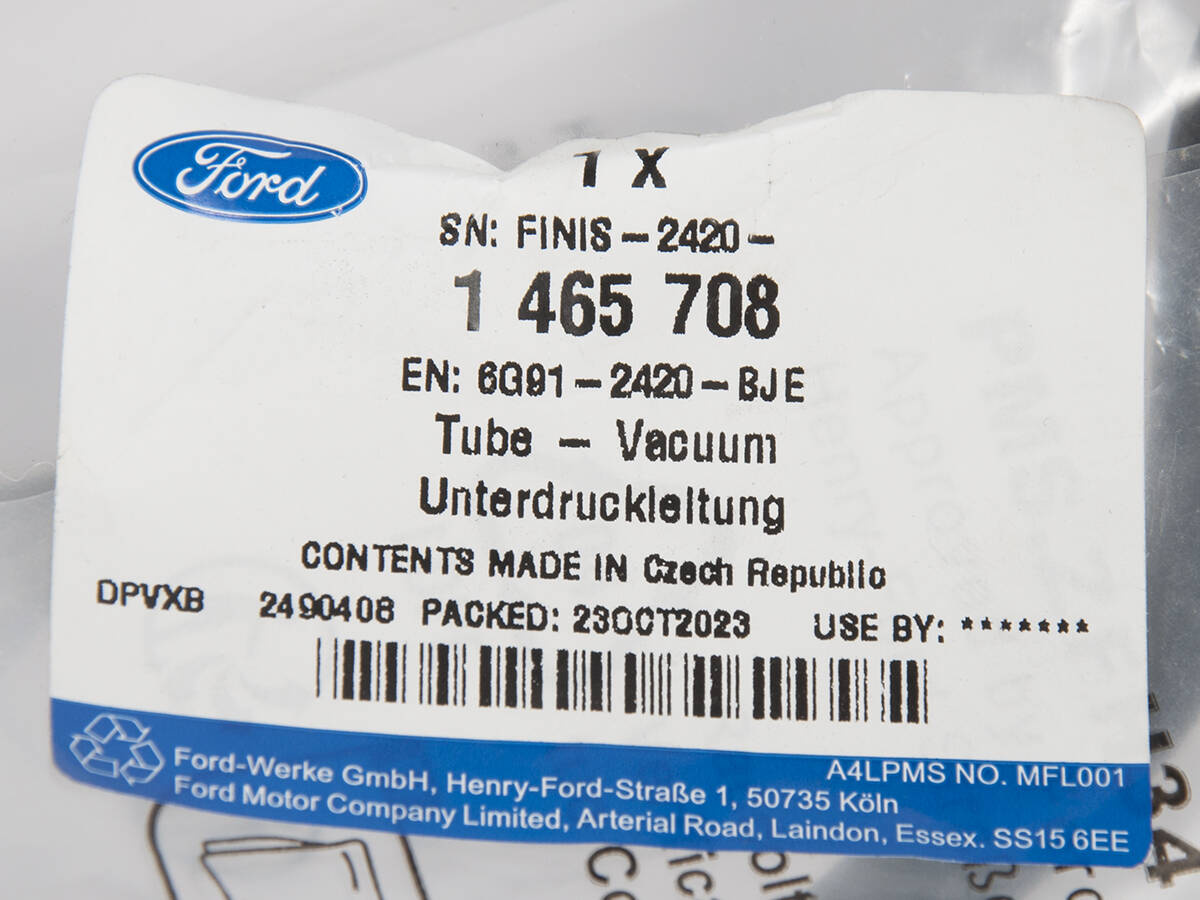 Ford
1 X
SN: FINIS-2420-
1 465 708
EN: 6G91-2420-BJE
Tube - Vacuum
Unterdruckleitung
CONTENTS MADE IN Czech Republic
DPVXB 2490408 PACKED: 23OCT2023 USE BY: *******
A4LPMS NO. MFL001
Ford-Werke GmbH, Henry-Ford-Straße 1, 50735 Köln
Ford Motor Company Limited, Arterial Road, Laindon, Essex. SS15 6EE